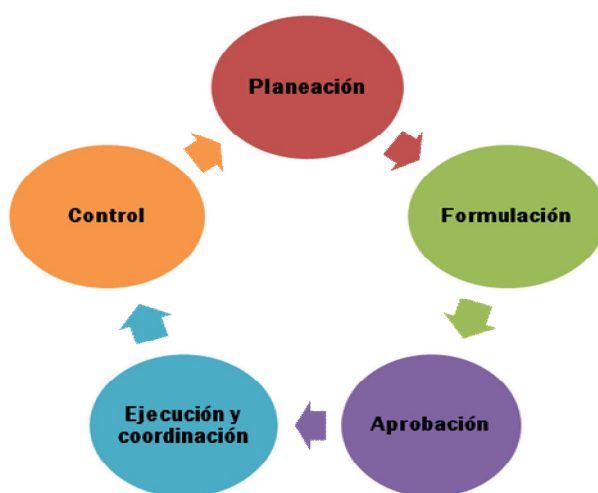 Planeación
Formulación
Aprobación
Ejecución y
coordinación
Control